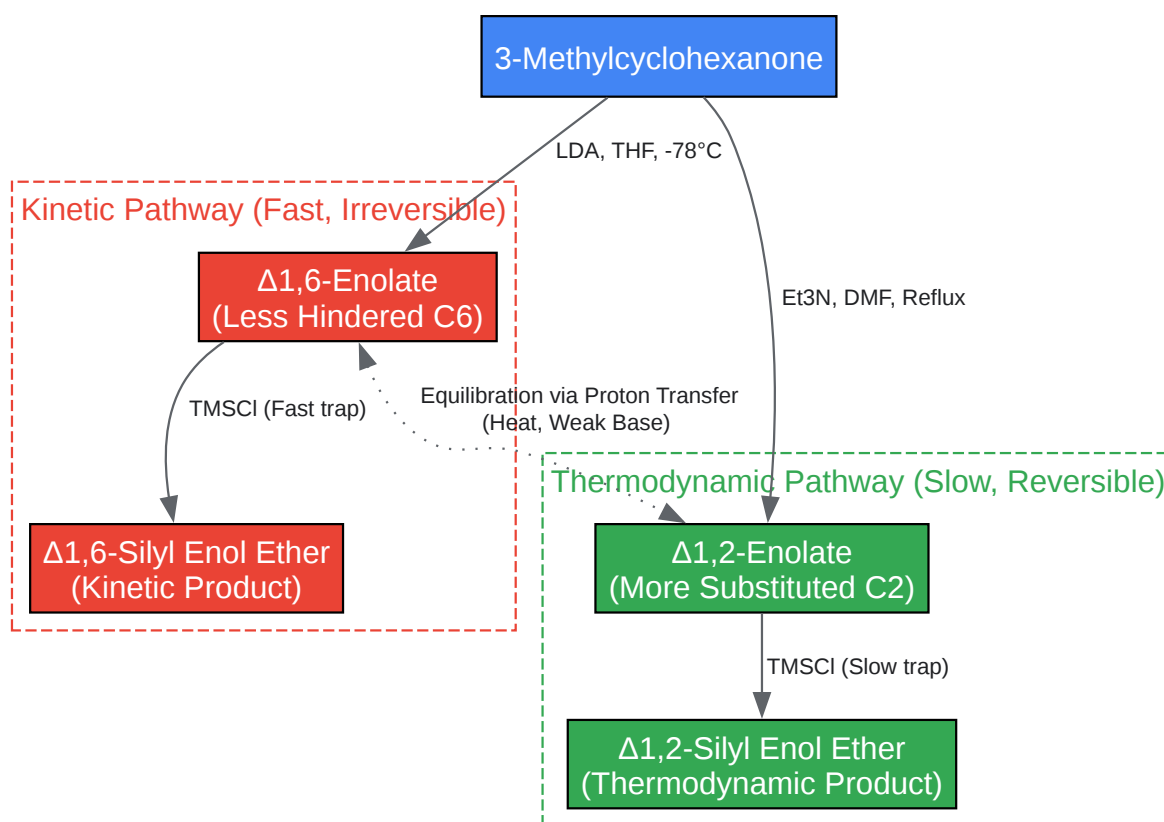 3-Methylcyclohexanone
LDA, THF, -78°C
Kinetic Pathway (Fast, Irreversible)
Δ1,6-Enolate
(Less Hindered C6)
Et3N, DMF, Reflux
TMSCl (Fast trap)
Equilibration via Proton Transfer
(Heat, Weak Base)
Thermodynamic Pathway (Slow, Reversible)
Δ1,6-Silyl Enol Ether
(Kinetic Product)
Δ1,2-Enolate
(More Substituted C2)
TMSCl (Slow trap)
Δ1,2-Silyl Enol Ether
(Thermodynamic Product)